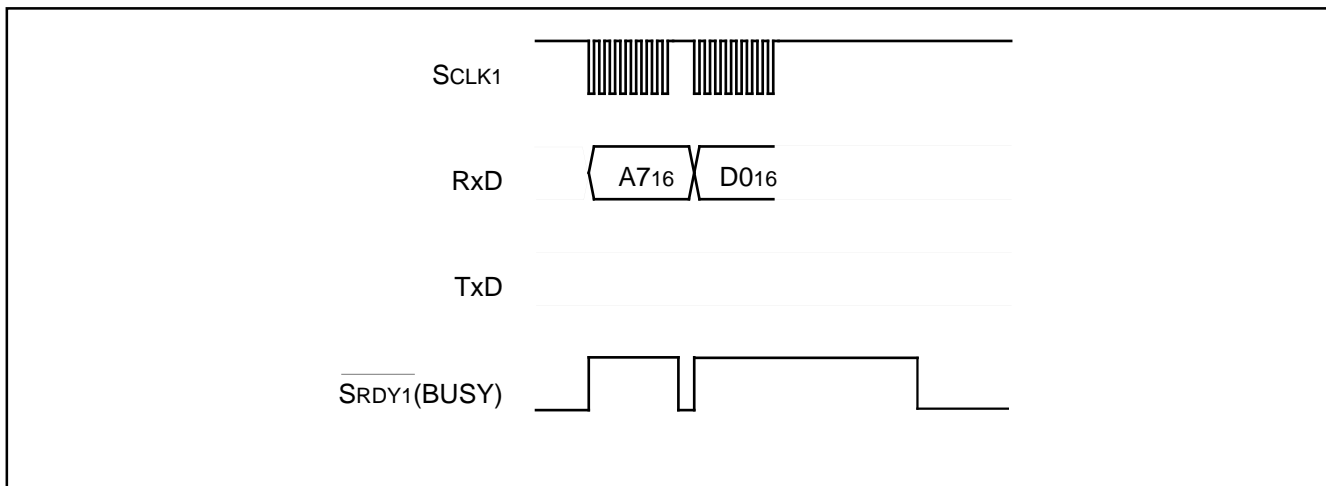 SCLK1
RxD
A716
D016
TxD
SRDY1(BUSY)